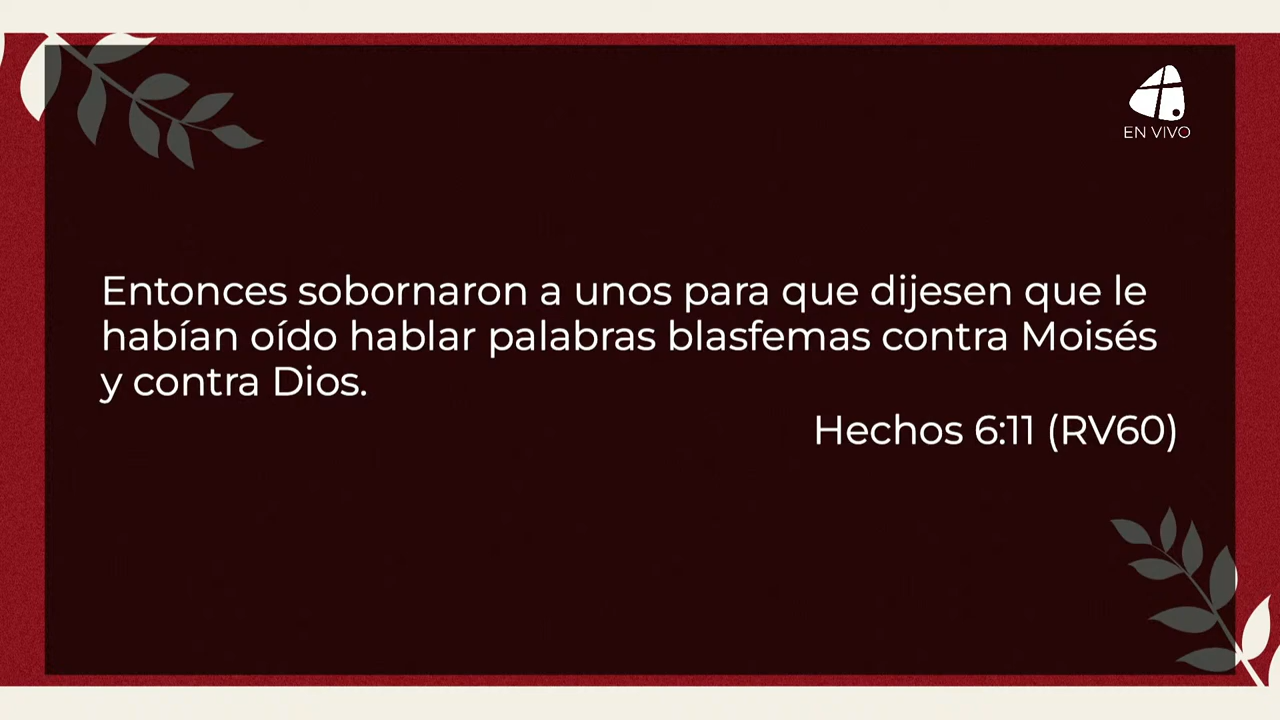 EN VIVO
Entonces sobornaron a unos para que dijesen que le
habían oído hablar palabras blasfemas contra Moisés
y contra Dios.
Hechos 6:11 (RV60)